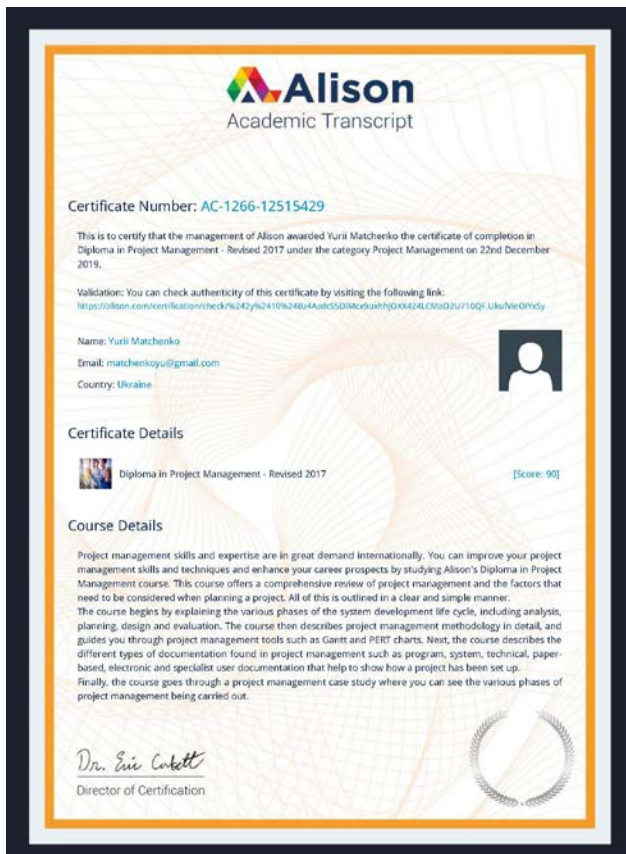 Alison
Academic Transcript
Certificate Number: AC-1266-12515429
This is to certify that the management of Alison awarded Yurii Matchenko the certificate of completion in
Diploma in Project Management - Revised 2017 under the category Project Management on 22nd December
2019.
Validation: You can check authenticity of this certificate by visiting the following link:
Name: Yurii Matchenko
Email: matchenkoyu@gmail.com
Country: Ukraine
Certificate Details
Diploma in Project Management - Revised 2017 [Score: 90]
Course Details
Project management skills and expertise are in great demand internationally. You can improve your project
management skills and techniques and enhance your career prospects by studying Alison's Diploma in Project
Management course. This course offers a comprehensive review of project management and the factors that
need to be considered when planning a project. All of this is outlined in a clear and simple manner.
The course begins by explaining the various phases of the system development life cycle, including analysis,
planning, design and evaluation. The course then describes project management methodology in detail, and
guides you through project management tools such as Gantt and PERT charts. Next, the course describes the
different types of documentation found in project management such as program, system, technical, paper-
based, electronic and specialist user documentation that help to show how a project has been set up.
Finally, the course goes through a project management case study where you can see the various phases of
project management being carried out.
Dr. Eric Corbett
Director of Certification